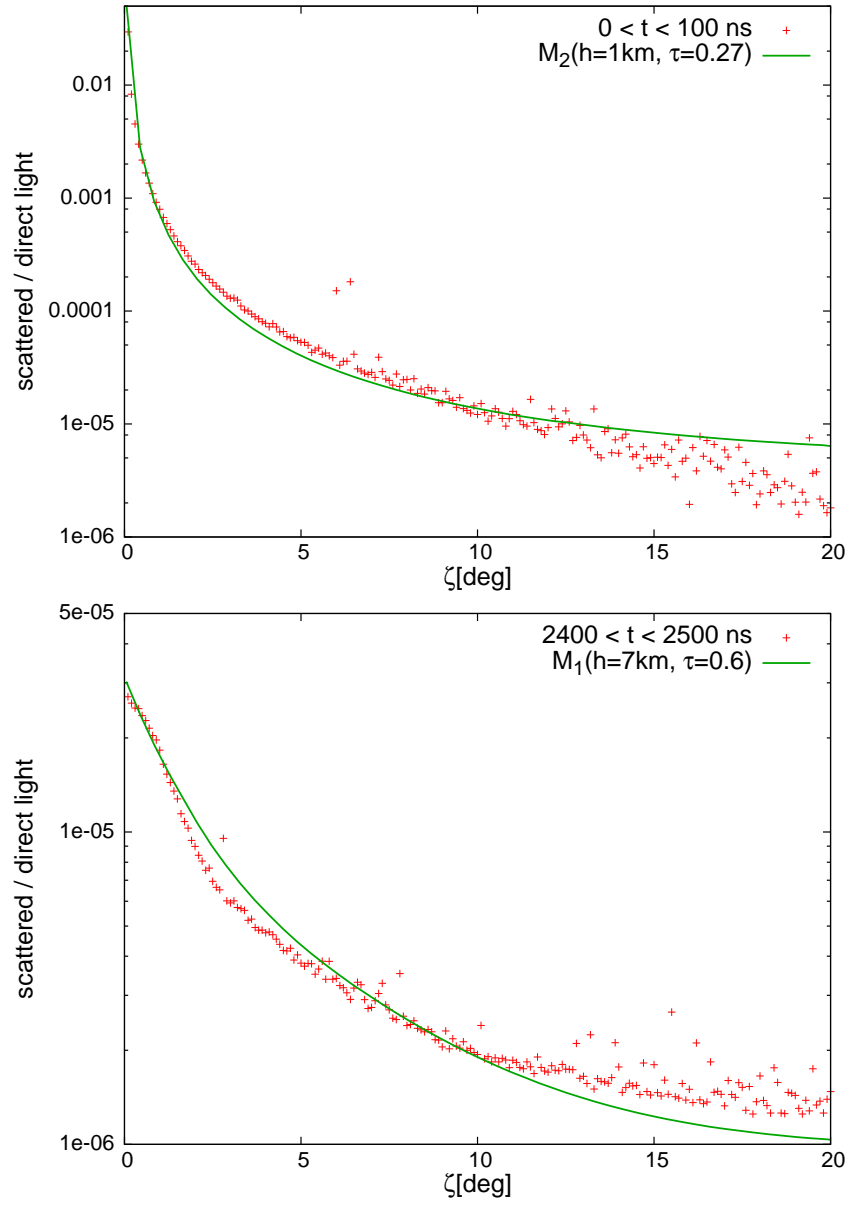 0 < t < 100 ns
M₂(h=1km, τ=0.27)
0.01
0.001
0.0001
1e-05
1e-06
scattered / direct light
0 5 10 15 20
ζ[deg]
5e-05
2400 < t < 2500 ns
M₁(h=7km, τ=0.6)
1e-05
1e-06
scattered / direct light
0 5 10 15 20
ζ[deg]